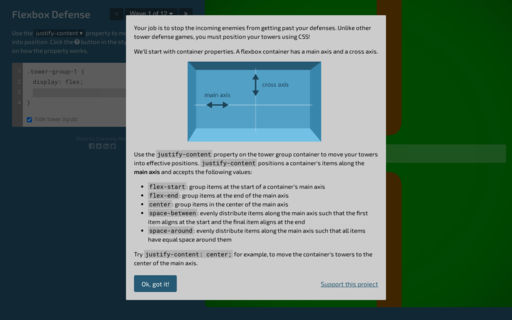 Flexbox Defense
Wave 1 of 12
Use the justify-content property to move
into position. Click the button in the sty
on how the property works.
.tower-group-1 {
display: flex;
}
Your job is to stop the incoming enemies from getting past your defenses. Unlike other
tower defense games, you must position your towers using CSS!
We'll start with container properties. A flexbox container has a main axis and a cross axis.
cross axis
main axis
Use the justify-content property on the tower group container to move your towers
into effective positions. justify-content positions a container's items along the
main axis and accepts the following values:
flex-start: group items at the start of a container's main axis
flex-end: group items at the end of the main axis
center: group items in the center of the main axis
space-between: evenly distribute items along the main axis such that the first
item aligns at the start and the final item aligns at the end
space-around: evenly distribute items along the main axis such that all items
have equal space around them
Try justify-content: center; for example, to move the container's towers to the
center of the main axis.
Ok, got it!
Support this project